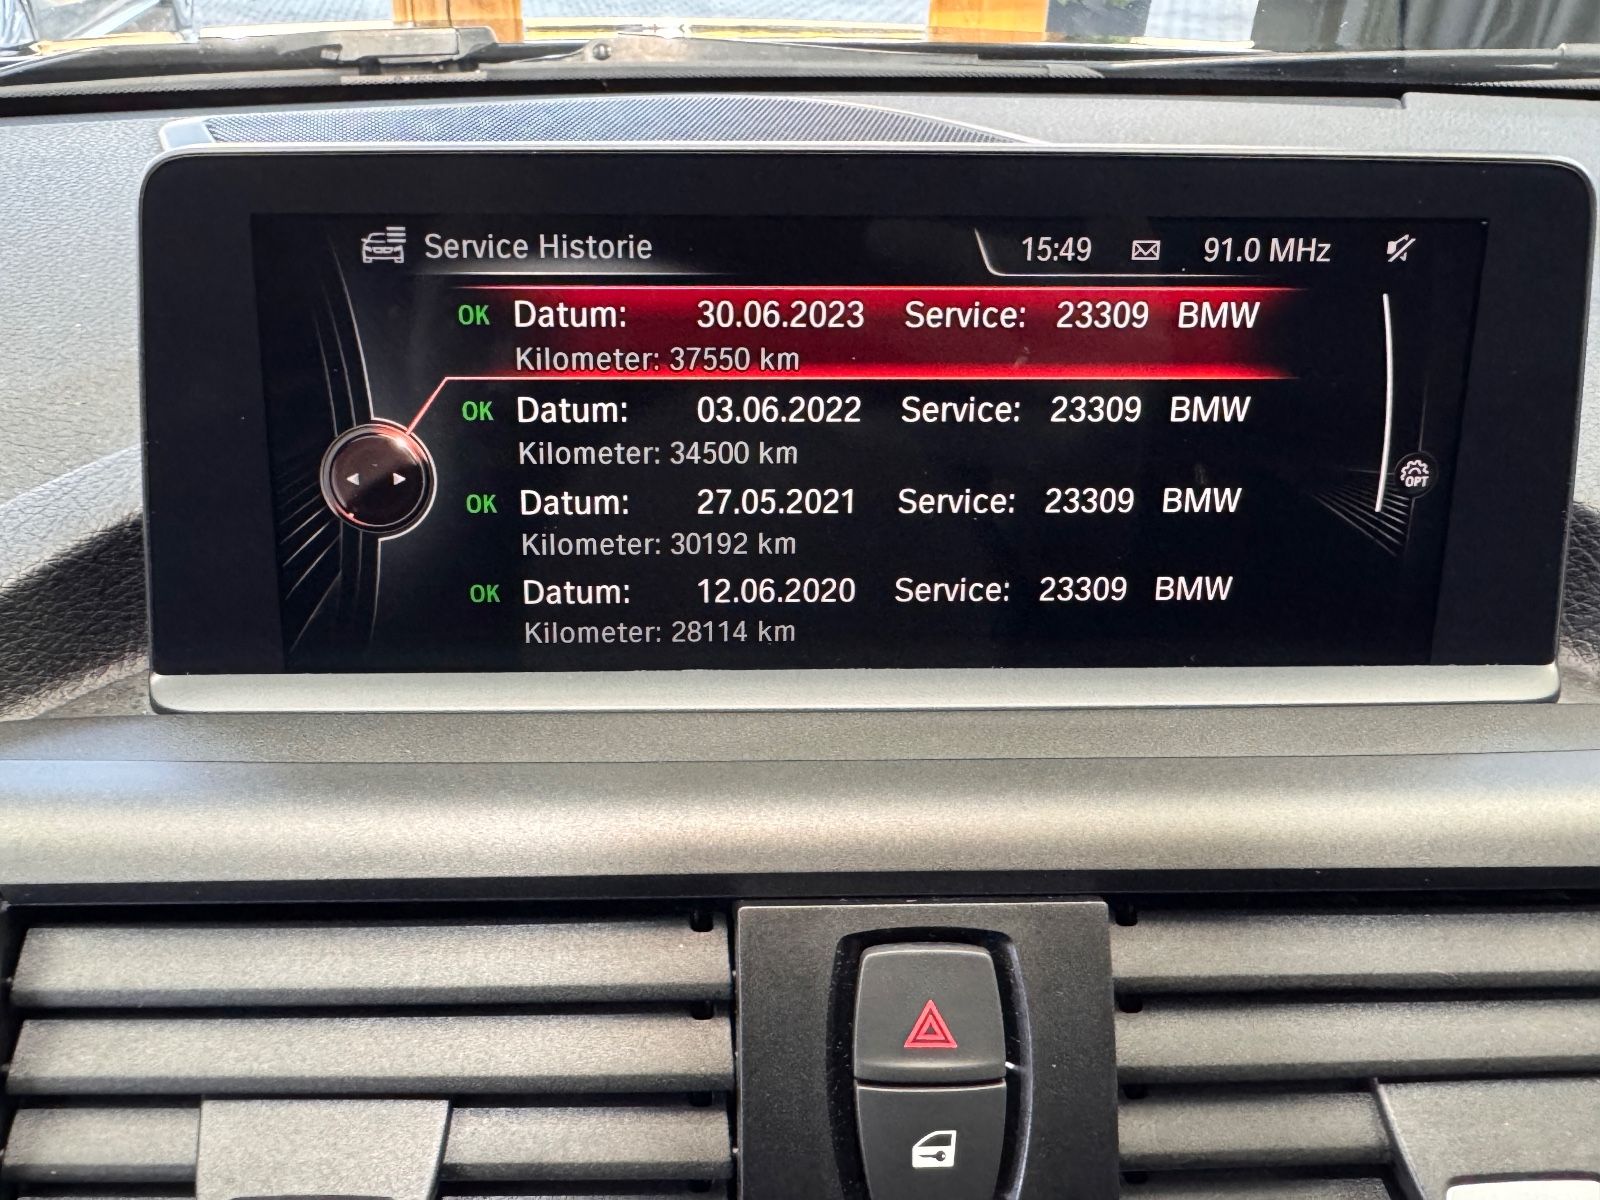 Service Historie 15:49 91.0 MHz
OK Datum: 30.06.2023 Service: 23309 BMW
Kilometer: 37550 km
OK Datum: 03.06.2022 Service: 23309 BMW
Kilometer: 34500 km
OK Datum: 27.05.2021 Service: 23309 BMW
Kilometer: 30192 km
OK Datum: 12.06.2020 Service: 23309 BMW
Kilometer: 28114 km
OPT